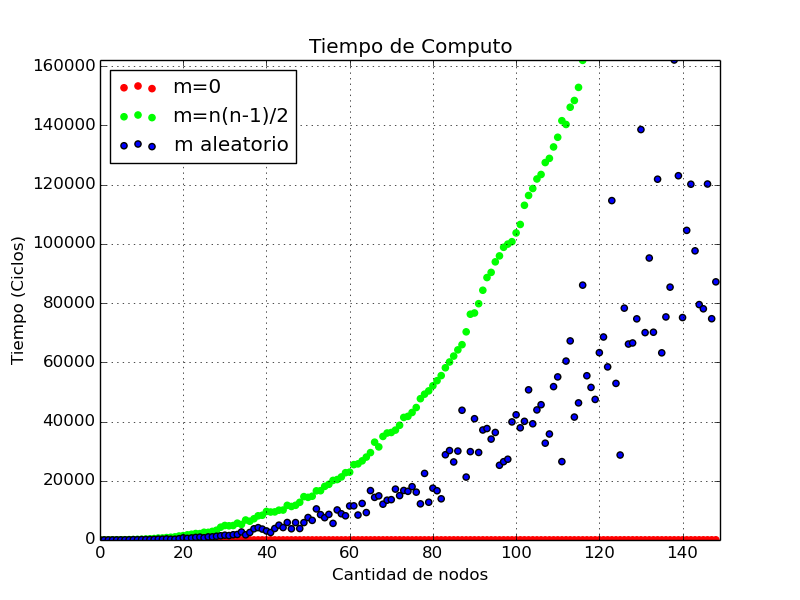 Tiempo de Computo
160000
140000
120000
100000
80000
60000
40000
20000
0
Tiempo (Ciclos)
m=0
m=n(n-1)/2
m aleatorio
0 20 40 60 80 100 120 140
Cantidad de nodos